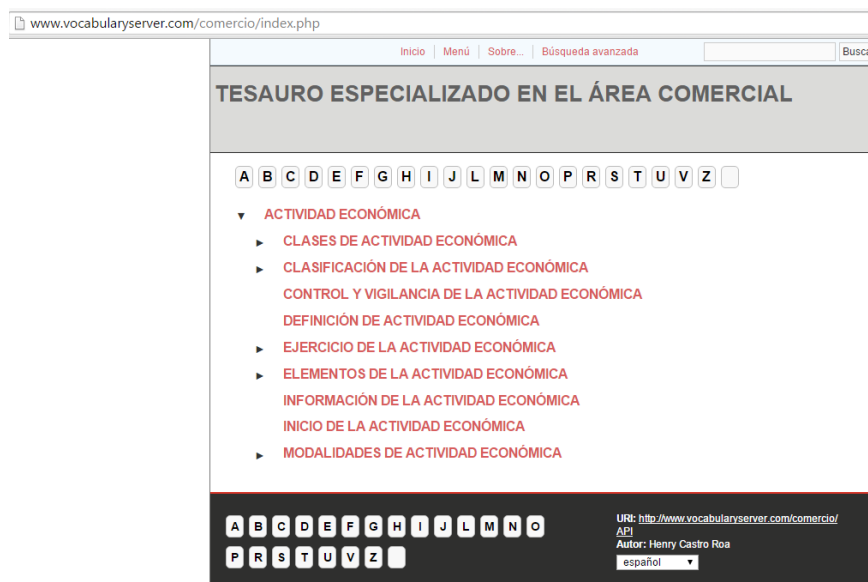 www.vocabularyserver.com/comercio/index.php
Inicio Menú Sobre... Búsqueda avanzada Busca
TESAURO ESPECIALIZADO EN EL ÁREA COMERCIAL
A B C D E F G H I J L M N O P R S T U V Z
ACTIVIDAD ECONÓMICA
CLASES DE ACTIVIDAD ECONÓMICA
CLASIFICACIÓN DE LA ACTIVIDAD ECONÓMICA
CONTROL Y VIGILANCIA DE LA ACTIVIDAD ECONÓMICA
DEFINICIÓN DE ACTIVIDAD ECONÓMICA
EJERCICIO DE LA ACTIVIDAD ECONÓMICA
ELEMENTOS DE LA ACTIVIDAD ECONÓMICA
INFORMACIÓN DE LA ACTIVIDAD ECONÓMICA
INICIO DE LA ACTIVIDAD ECONÓMICA
MODALIDADES DE ACTIVIDAD ECONÓMICA
A B C D E F G H I J L M N O
P R S T U V Z
URI: http://www.vocabularyserver.com/comercio/
API
Autor: Henry Castro Roa
español